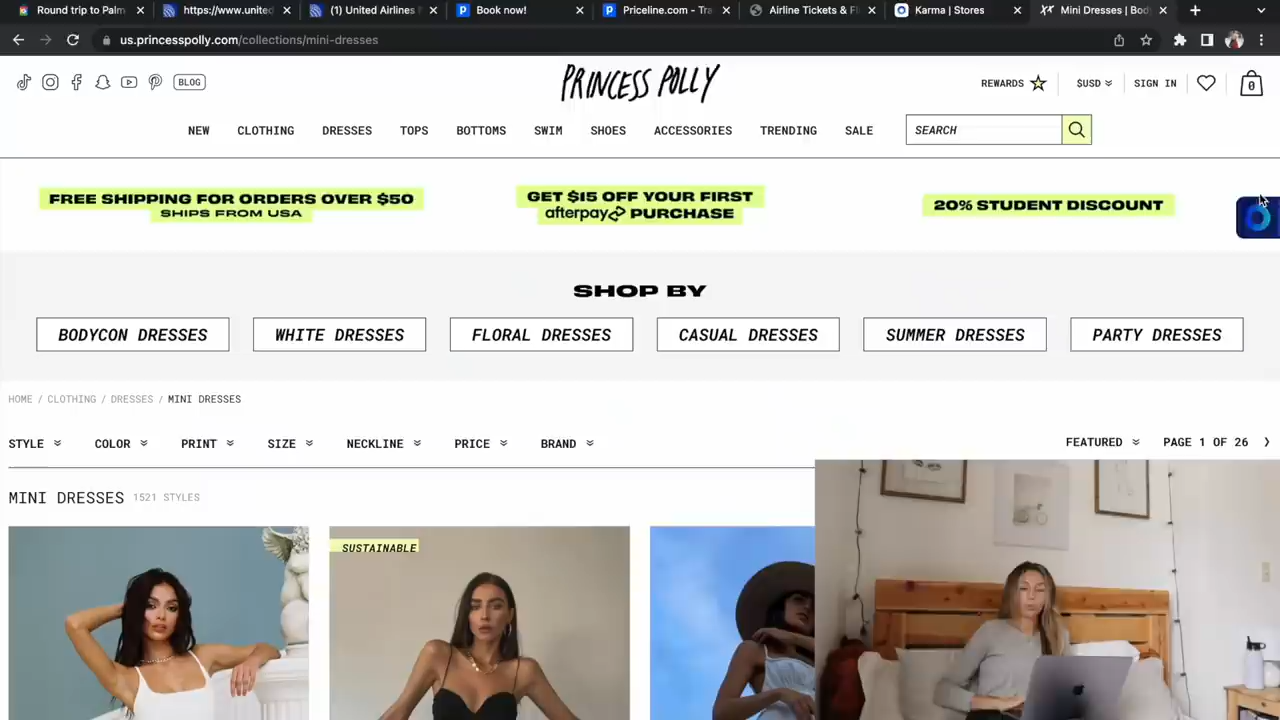 Round trip to Palm
https://www.united
(1) United Airlines
Book now!
Priceline.com - Tra
Airline Tickets & Fl
Karma | Stores
Mini Dresses | Bod
us.princesspolly.com/collections/mini-dresses
BLOG
PRINCESS POLLY
REWARDS
$USD
SIGN IN
0
NEW
CLOTHING
DRESSES
TOPS
BOTTOMS
SWIM
SHOES
ACCESSORIES
TRENDING
SALE
SEARCH
FREE SHIPPING FOR ORDERS OVER $50
SHIPS FROM USA
GET $15 OFF YOUR FIRST
afterpay PURCHASE
20% STUDENT DISCOUNT
SHOP BY
BODYCON DRESSES
WHITE DRESSES
FLORAL DRESSES
CASUAL DRESSES
SUMMER DRESSES
PARTY DRESSES
HOME / CLOTHING / DRESSES / MINI DRESSES
STYLE
COLOR
PRINT
SIZE
NECKLINE
PRICE
BRAND
FEATURED
PAGE 1 OF 26
MINI DRESSES 1521 STYLES
SUSTAINABLE